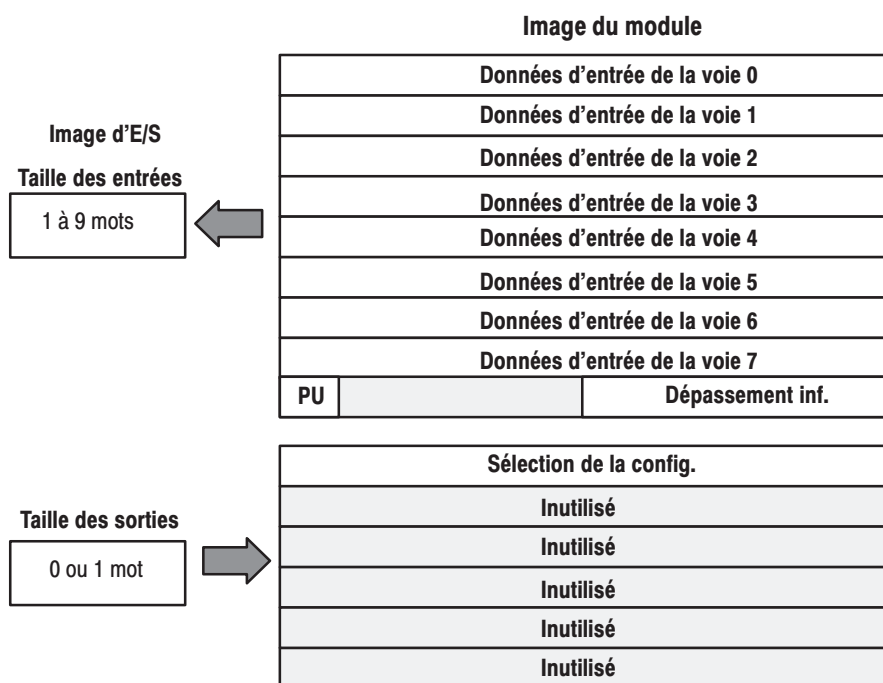 Image du module
Données d’entrée de la voie 0
Données d’entrée de la voie 1
Image d’E/S
Données d’entrée de la voie 2
Taille des entrées
Données d’entrée de la voie 3
1 à 9 mots
Données d’entrée de la voie 4
Données d’entrée de la voie 5
Données d’entrée de la voie 6
Données d’entrée de la voie 7
PU
Dépassement inf.
Sélection de la config.
Inutilisé
Taille des sorties
Inutilisé
0 ou 1 mot
Inutilisé
Inutilisé
Inutilisé